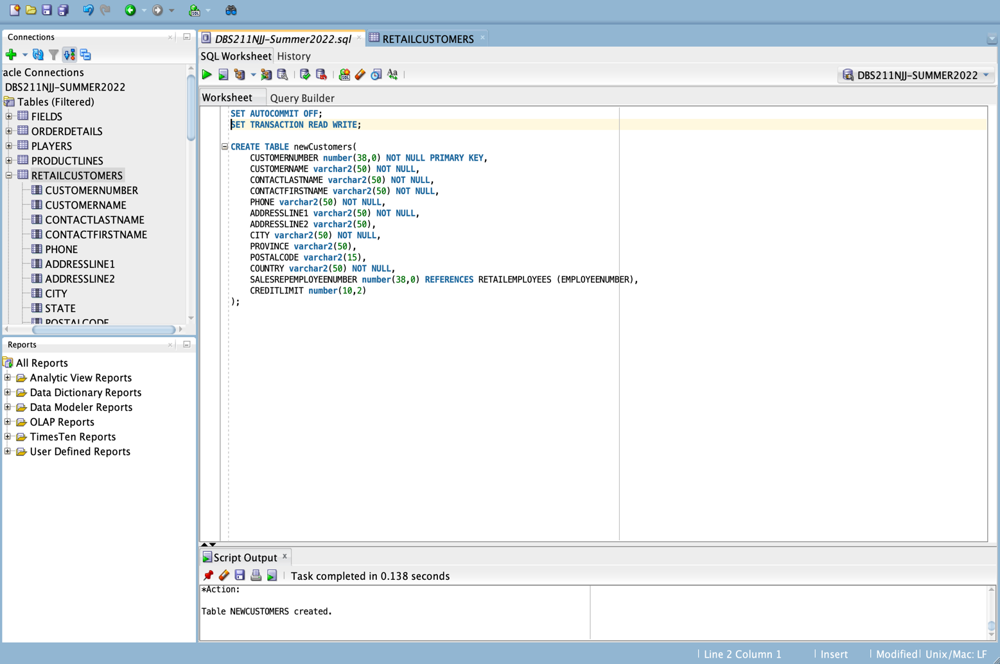 Connections
acle Connections
DBS211NJJ-SUMMER2022
Tables (Filtered)
FIELDS
ORDERDETAILS
PLAYERS
PRODUCTLINES
RETAILCUSTOMERS
CUSTOMERNUMBER
CUSTOMERNAME
CONTACTLASTNAME
CONTACTFIRSTNAME
PHONE
ADDRESSLINE1
ADDRESSLINE2
CITY
STATE
POSTALCODE
Reports
All Reports
Analytic View Reports
Data Dictionary Reports
Data Modeler Reports
OLAP Reports
TimesTen Reports
User Defined Reports
DBS211NJJ-Summer2022.sql
RETAILCUSTOMERS
SQL Worksheet History
DBS211NJJ-SUMMER2022
Worksheet Query Builder
SET AUTOCOMMIT OFF;
SET TRANSACTION READ WRITE;
CREATE TABLE newCustomers(
CUSTOMERNUMBER number(38,0) NOT NULL PRIMARY KEY,
CUSTOMERNAME varchar2(50) NOT NULL,
CONTACTLASTNAME varchar2(50) NOT NULL,
CONTACTFIRSTNAME varchar2(50) NOT NULL,
PHONE varchar2(50) NOT NULL,
ADDRESSLINE1 varchar2(50) NOT NULL,
ADDRESSLINE2 varchar2(50),
CITY varchar2(50) NOT NULL,
PROVINCE varchar2(50),
POSTALCODE varchar2(15),
COUNTRY varchar2(50) NOT NULL,
SALESREPEMPLOYEENUMBER number(38,0) REFERENCES RETAILEMPLOYEES (EMPLOYEENUMBER),
CREDITLIMIT number(10,2)
);
Script Output
Task completed in 0.138 seconds
*Action:
Table NEWCUSTOMERS created.
Line 2 Column 1
Insert
Modified
Unix/Mac: LF